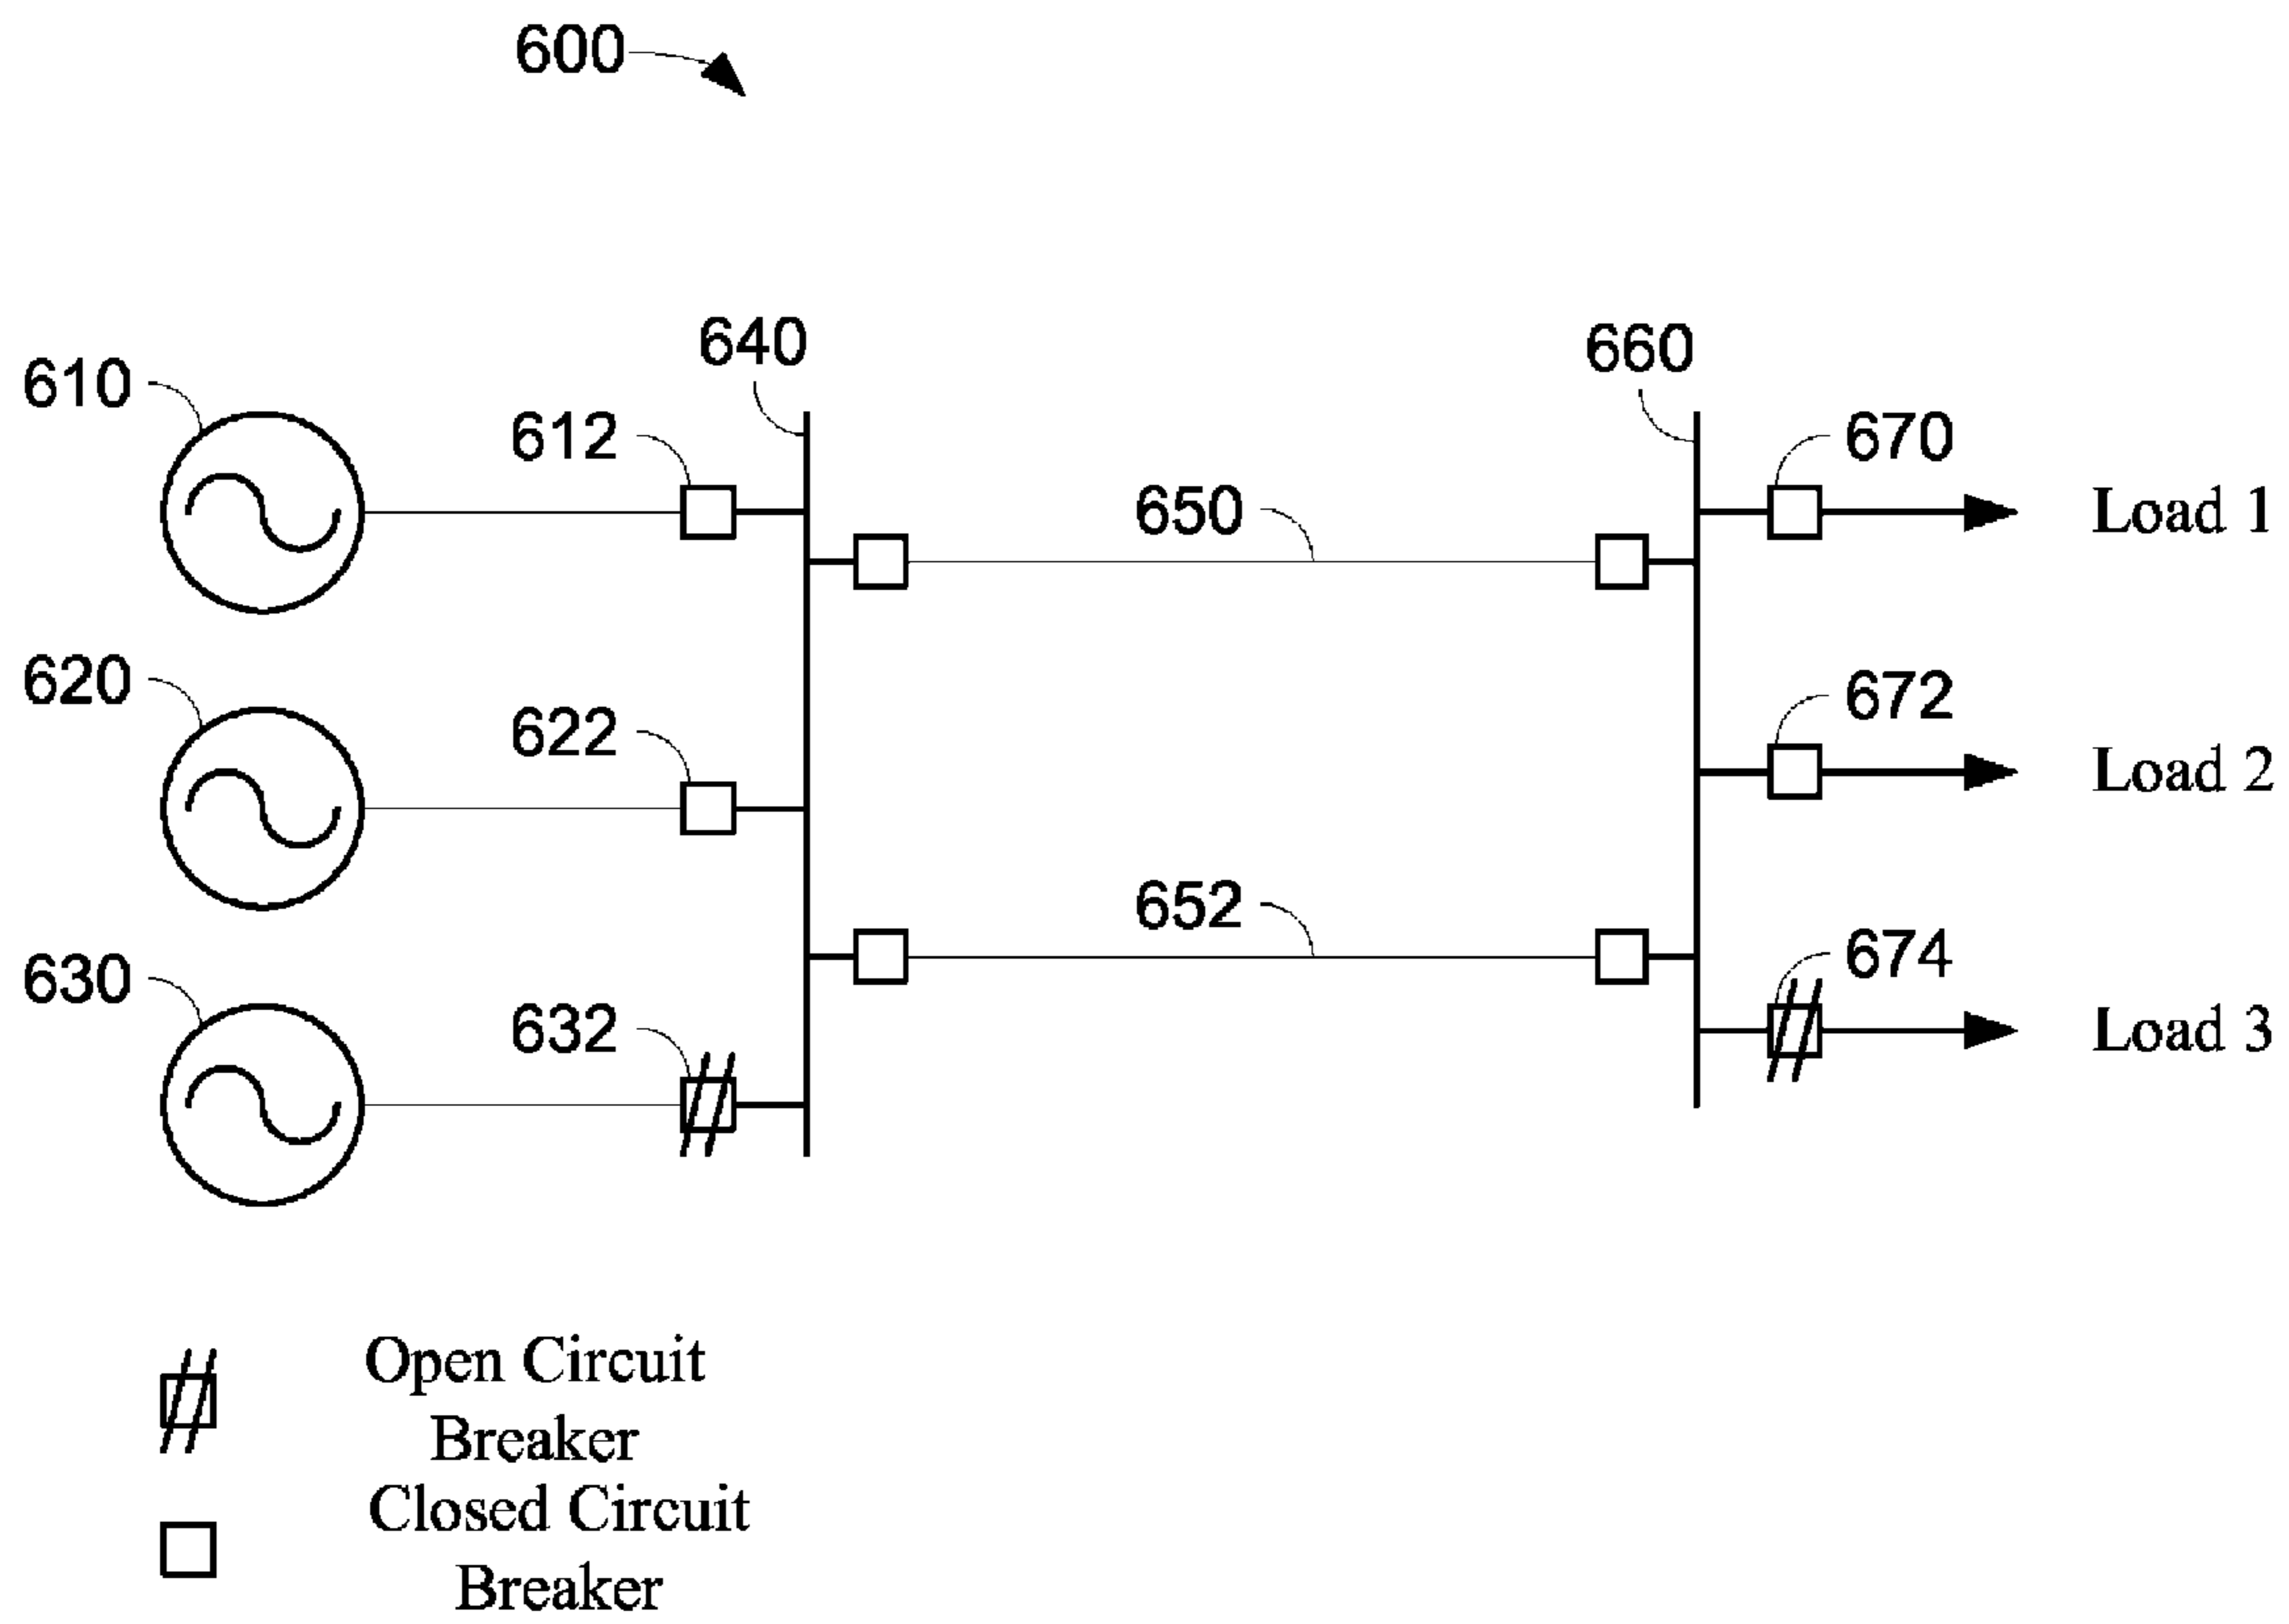 600
640
660
610
612
670
650
Load 1
620
622
672
Load 2
652
630
632
674
Load 3
Open Circuit
Breaker
Closed Circuit
Breaker